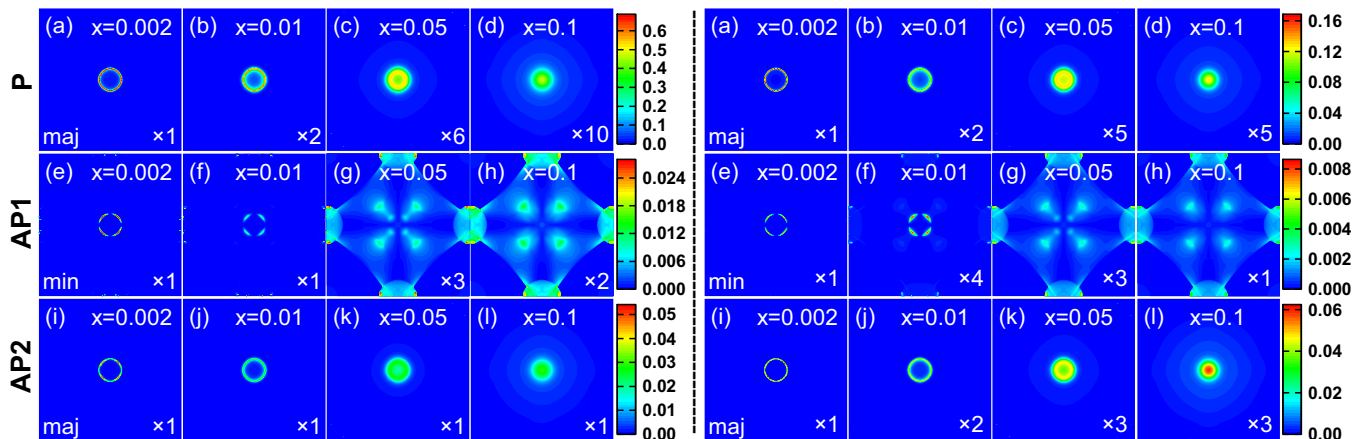 P
(a) x=0.002
maj ×1
(b) x=0.01
×2
(c) x=0.05
×6
(d) x=0.1
×10
0.6
0.5
0.4
0.3
0.2
0.1
0.0
(a) x=0.002
maj ×1
(b) x=0.01
×2
(c) x=0.05
×5
(d) x=0.1
×5
0.16
0.12
0.08
0.04
0.00
AP1
(e) x=0.002
min ×1
(f) x=0.01
×1
(g) x=0.05
×3
(h) x=0.1
×2
0.024
0.018
0.012
0.006
0.000
(e) x=0.002
min ×1
(f) x=0.01
×4
(g) x=0.05
×3
(h) x=0.1
×1
0.008
0.006
0.004
0.002
0.000
AP2
(i) x=0.002
maj ×1
(j) x=0.01
×1
(k) x=0.05
×1
(l) x=0.1
×1
0.05
0.04
0.03
0.02
0.01
0.00
(i) x=0.002
maj ×1
(j) x=0.01
×2
(k) x=0.05
×3
(l) x=0.1
×3
0.06
0.04
0.02
0.00